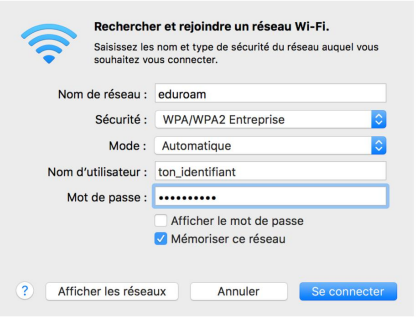 Rechercher et rejoindre un réseau Wi-Fi.
Saisissez les nom et type de sécurité du réseau auquel vous
souhaitez vous connecter.
Nom de réseau : eduroam
Sécurité : WPA/WPA2 Entreprise
Mode : Automatique
Nom d'utilisateur : ton_identifiant
Mot de passe : ••••••••••
Afficher le mot de passe
Mémoriser ce réseau
? Afficher les réseaux Annuler Se connecter